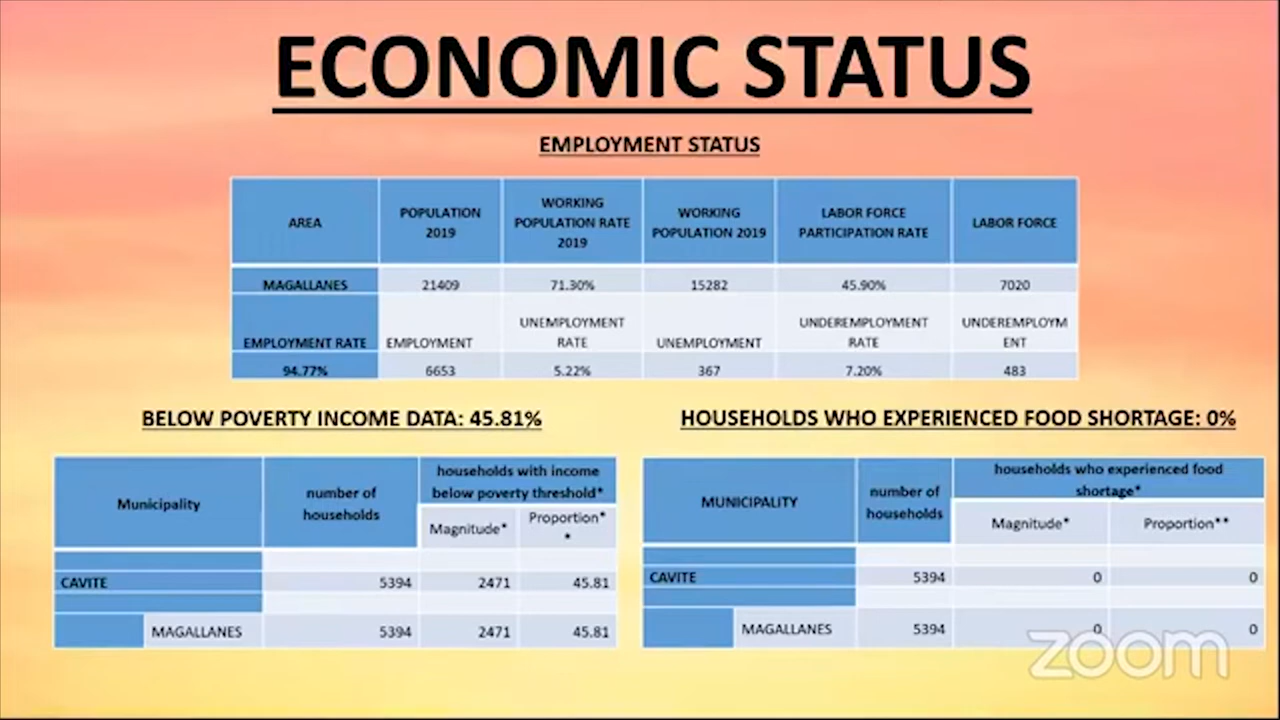 ECONOMIC STATUS
EMPLOYMENT STATUS
AREA POPULATION 2019 WORKING POPULATION RATE 2019 WORKING POPULATION 2019 LABOR FORCE PARTICIPATION RATE LABOR FORCE
MAGALLANES 21409 71.30% 15282 45.90% 7020
EMPLOYMENT RATE EMPLOYMENT UNEMPLOYMENT RATE UNEMPLOYMENT UNDEREMPLOYMENT RATE UNDEREMPLOYM ENT
94.77% 6653 5.22% 367 7.20% 483
BELOW POVERTY INCOME DATA: 45.81%
Municipality number of households households with income below poverty threshold*
Magnitude* Proportion* *
CAVITE 5394 2471 45.81
MAGALLANES 5394 2471 45.81
HOUSEHOLDS WHO EXPERIENCED FOOD SHORTAGE: 0%
MUNICIPALITY number of households households who experienced food shortage*
Magnitude* Proportion**
CAVITE 5394 0 0
MAGALLANES 5394 0 0
zoom